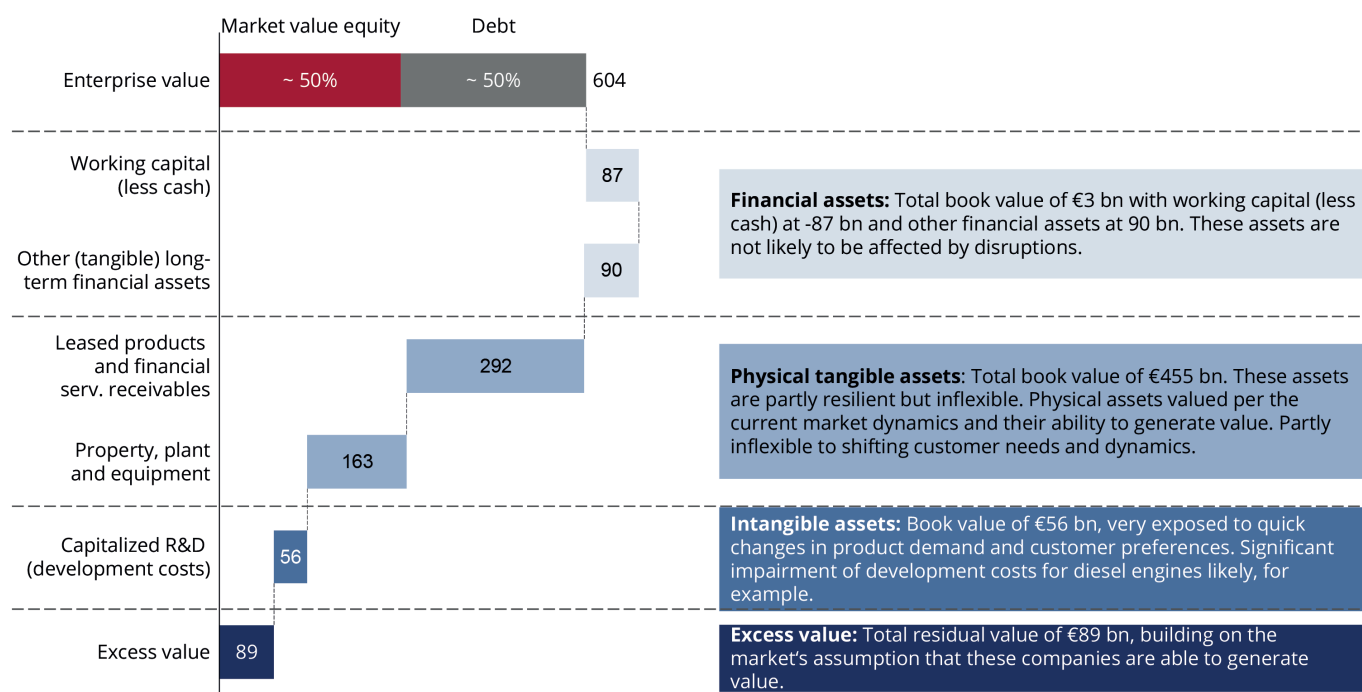 Market value equity
Debt
Enterprise value
~ 50%
~ 50%
604
Working capital
(less cash)
87
Financial assets: Total book value of €3 bn with working capital (less
cash) at -87 bn and other financial assets at 90 bn. These assets are
not likely to be affected by disruptions.
Other (tangible) long-
term financial assets
90
Leased products
and financial
serv. receivables
292
Physical tangible assets: Total book value of €455 bn. These assets
are partly resilient but inflexible. Physical assets valued per the
current market dynamics and their ability to generate value. Partly
inflexible to shifting customer needs and dynamics.
Property, plant
and equipment
163
Capitalized R&D
(development costs)
56
Intangible assets: Book value of €56 bn, very exposed to quick
changes in product demand and customer preferences. Significant
impairment of development costs for diesel engines likely, for
example.
Excess value
89
Excess value: Total residual value of €89 bn, building on the
market‘s assumption that these companies are able to generate
value.